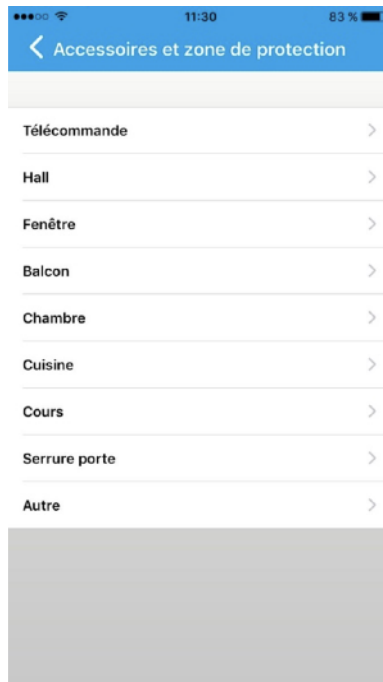 11:30
83 %
Accessoires et zone de protection
Télécommande
Hall
Fenêtre
Balcon
Chambre
Cuisine
Cours
Serrure porte
Autre